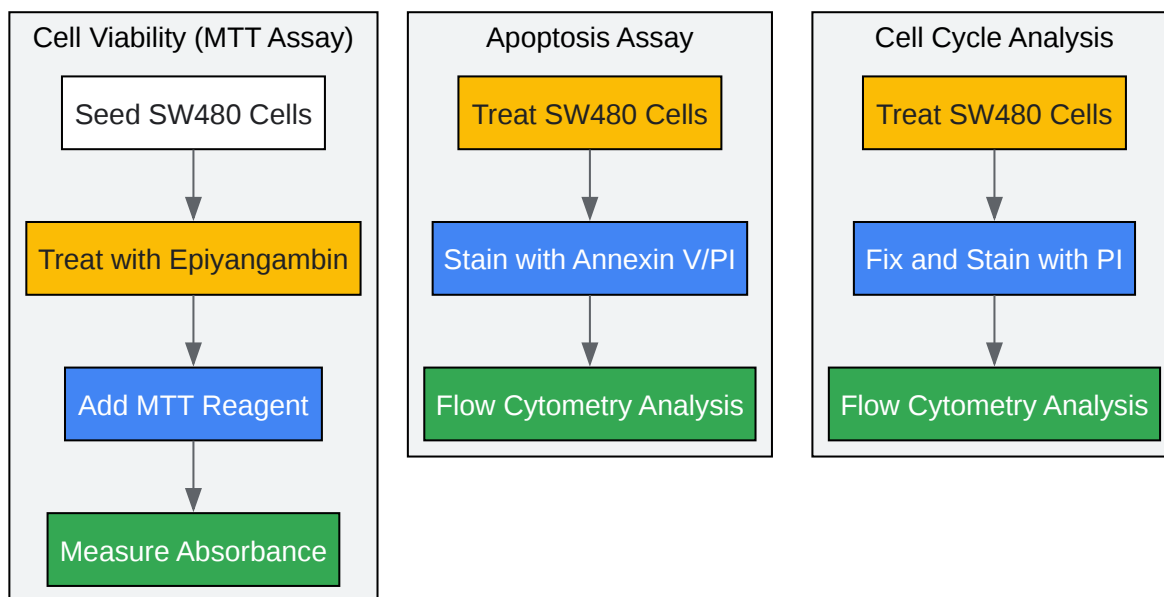 Cell Viability (MTT Assay)
Seed SW480 Cells
Treat with Epiyangambin
Add MTT Reagent
Measure Absorbance
Apoptosis Assay
Treat SW480 Cells
Stain with Annexin V/PI
Flow Cytometry Analysis
Cell Cycle Analysis
Treat SW480 Cells
Fix and Stain with PI
Flow Cytometry Analysis